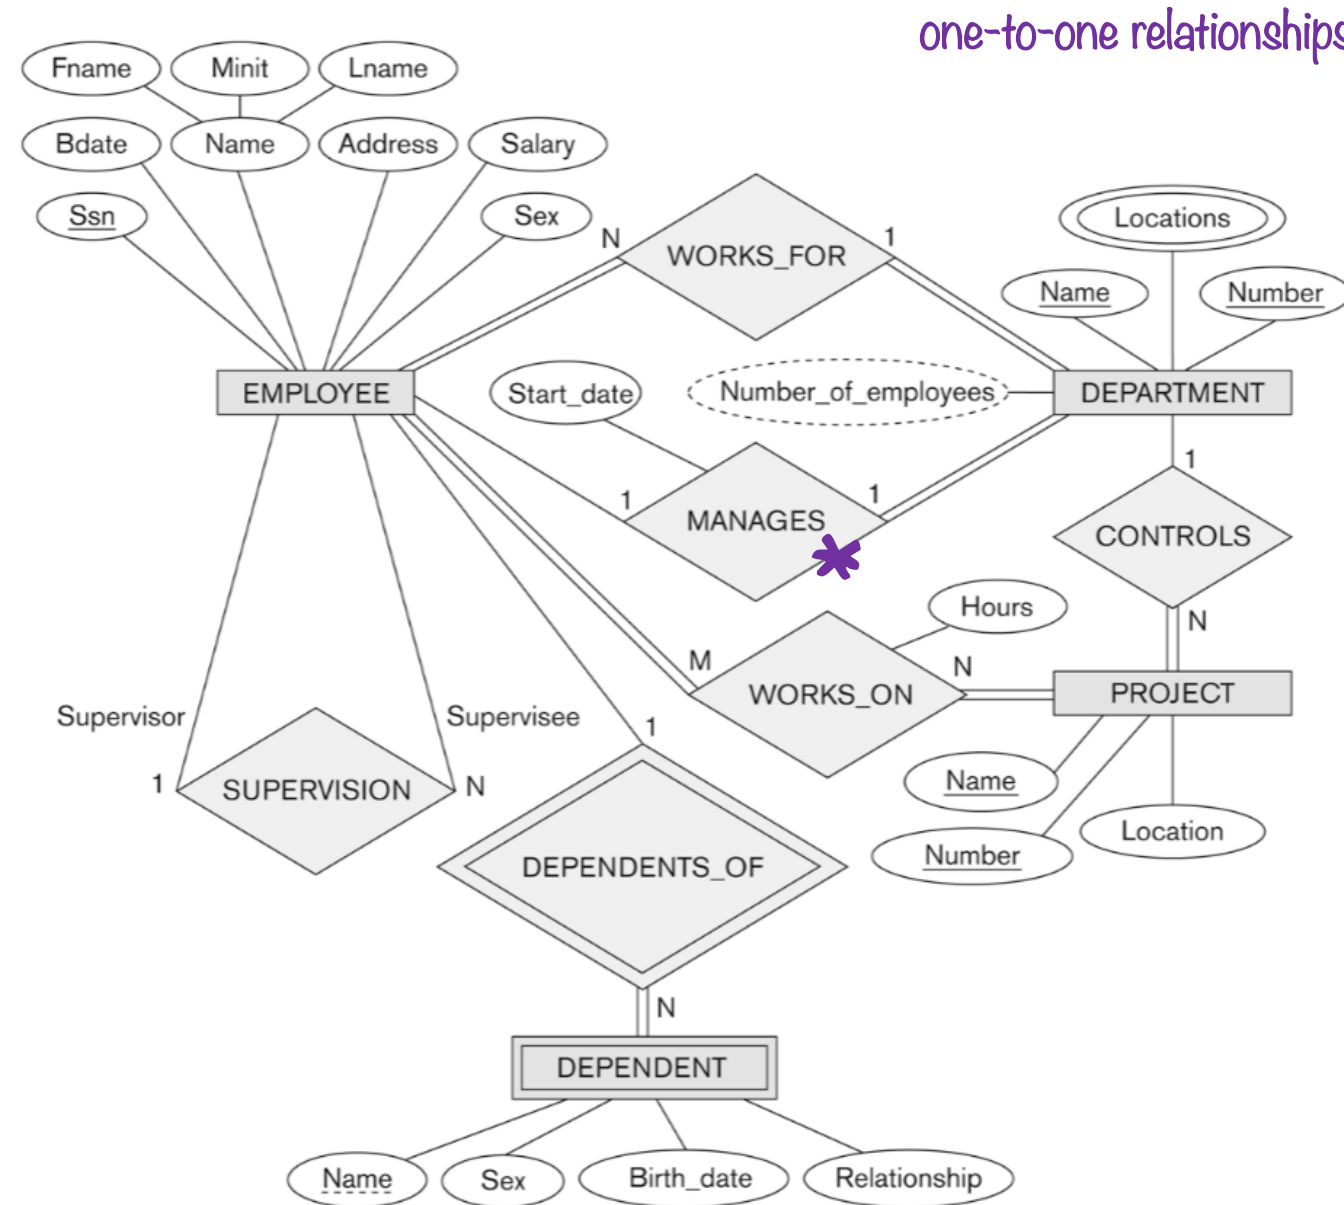 one-to-one relationships
Fname Minit Lname
Bdate Name Address Salary
Ssn Sex
N WORKS_FOR 1
Locations
Name Number
EMPLOYEE Start_date Number_of_employees DEPARTMENT
1 MANAGES 1
1
CONTROLS
N
Hours
M WORKS_ON N
PROJECT
Name
Number
Location
Supervisor Supervisee
1 SUPERVISION N
1
DEPENDENTS_OF
N
DEPENDENT
Name Sex Birth_date Relationship